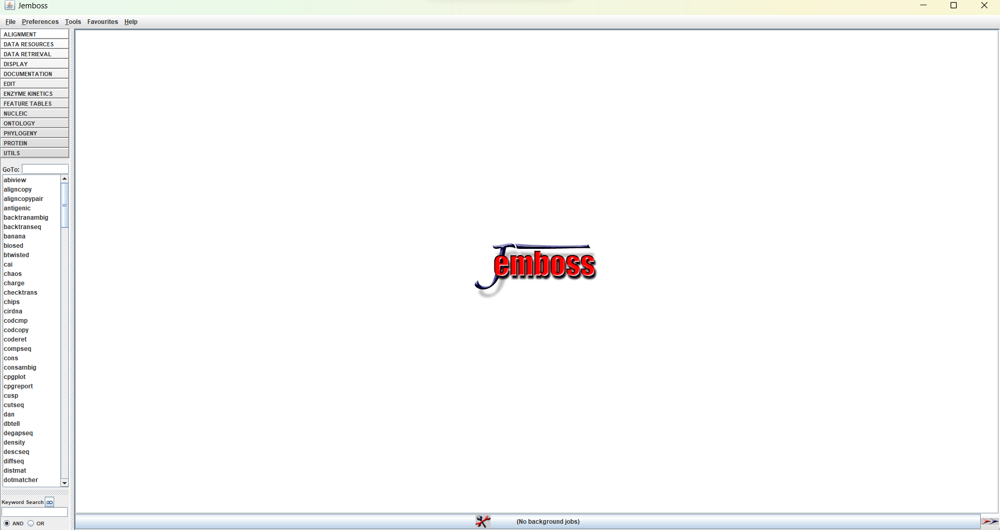 Jemboss
File Preferences Tools Favourites Help
ALIGNMENT
DATA RESOURCES
DATA RETRIEVAL
DISPLAY
DOCUMENTATION
EDIT
ENZYME KINETICS
FEATURE TABLES
NUCLEIC
ONTOLOGY
PHYLOGENY
PROTEIN
UTILS
GoTo:
abiview
aligncopy
aligncopypair
antigenic
backtranambig
backtranseq
banana
biosed
btwisted
cai
chaos
charge
checktrans
chips
cirdna
codcmp
codcopy
coderet
compseq
cons
consambig
cpgplot
cpgreport
cusp
cutseq
dan
dbtell
degapseq
density
descseq
diffseq
distmat
dotmatcher
Keyword Search GO
AND OR
Jemboss
(No background jobs)